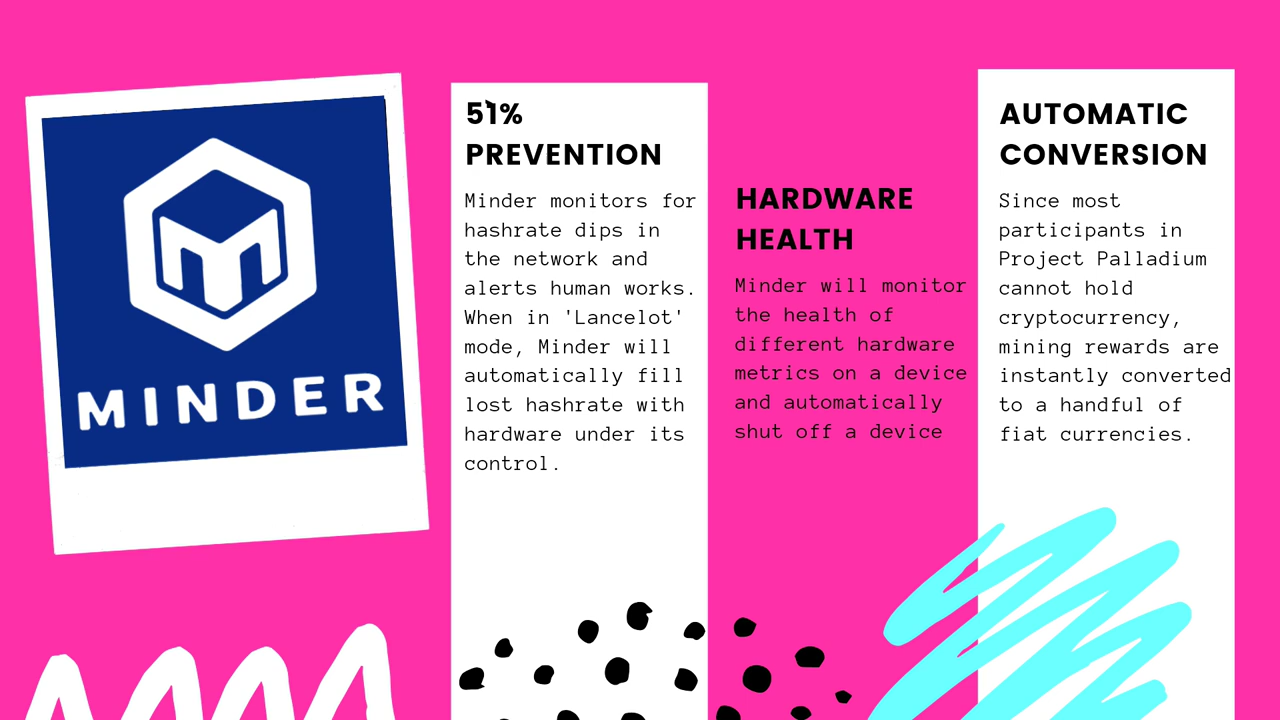 MINDER
51%
PREVENTION
Minder monitors for
hashrate dips in
the network and
alerts human works.
When in 'Lancelot'
mode, Minder will
automatically fill
lost hashrate with
hardware under its
control.
HARDWARE
HEALTH
Minder will monitor
the health of
different hardware
metrics on a device
and automatically
shut off a device
AUTOMATIC
CONVERSION
Since most
participants in
Project Palladium
cannot hold
cryptocurrency,
mining rewards are
instantly converted
to a handful of
fiat currencies.